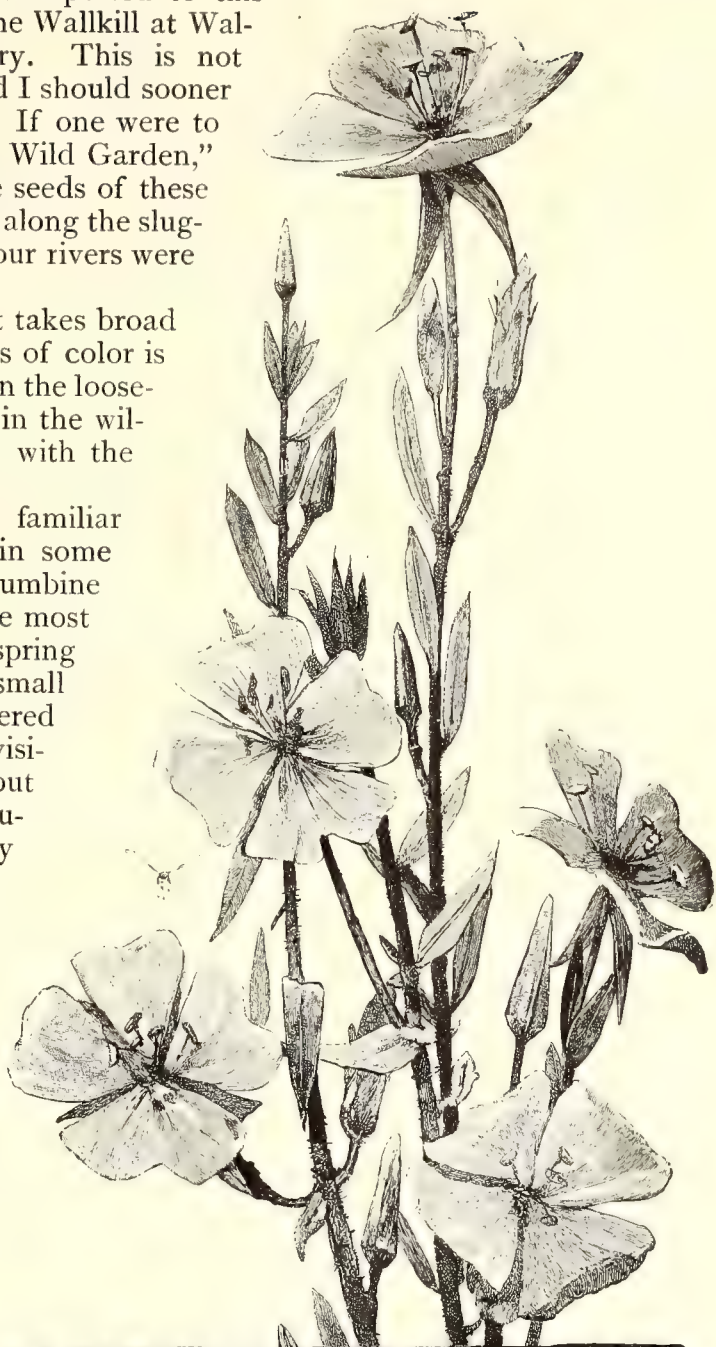 he Wallkill at Wal-
ry. This is not
d I should sooner
If one were to
Wild Garden,”
e seeds of these
along the slug-
our rivers were
t takes broad
s of color is
n the loose-
in the wil-
with the
familiar
in some
umbine
e most
spring
small
ered
visi-
out
u-
y